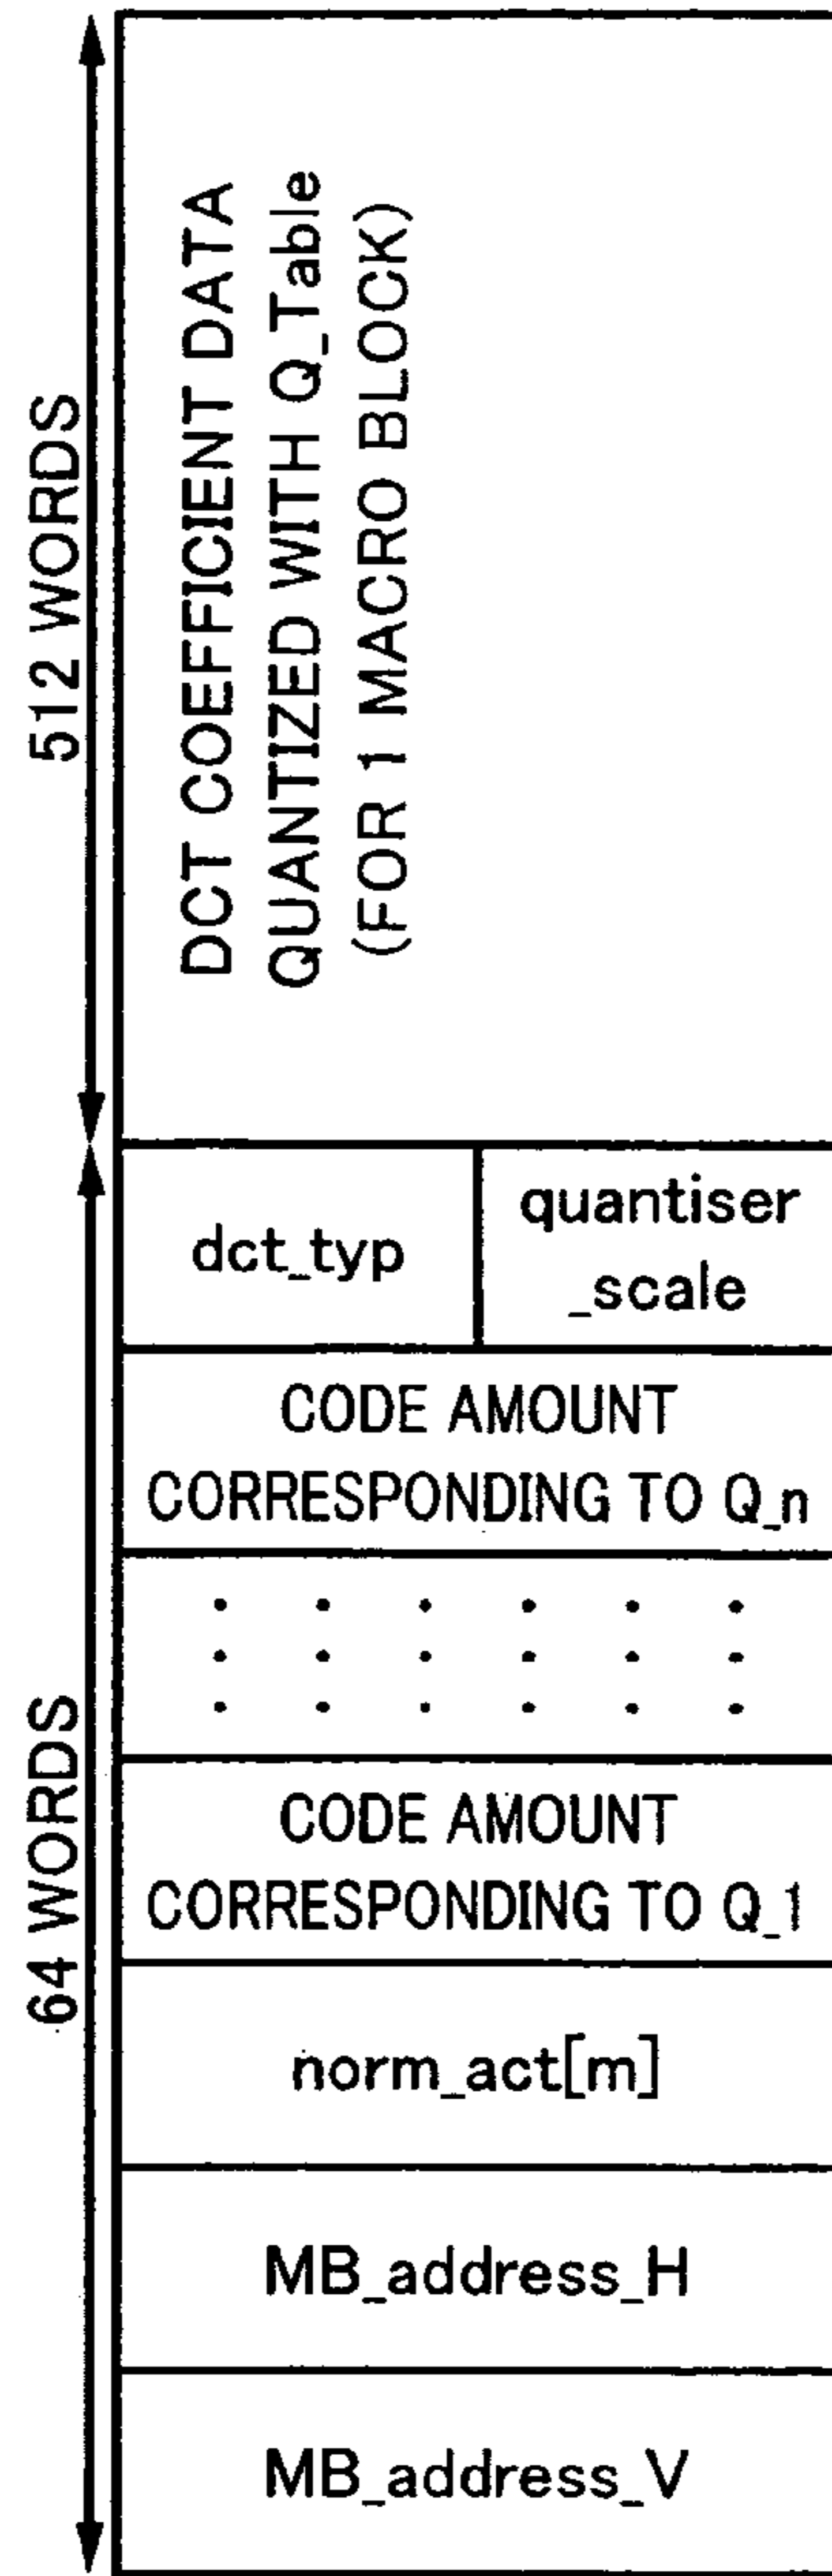 512 WORDS
DCT COEFFICIENT DATA
QUANTIZED WITH Q_Table
(FOR 1 MACRO BLOCK)
dct_typ
quantiser
_scale
CODE AMOUNT
CORRESPONDING TO Q_n
64 WORDS
CODE AMOUNT
CORRESPONDING TO Q_1
norm_act[m]
MB_address_H
MB_address_V